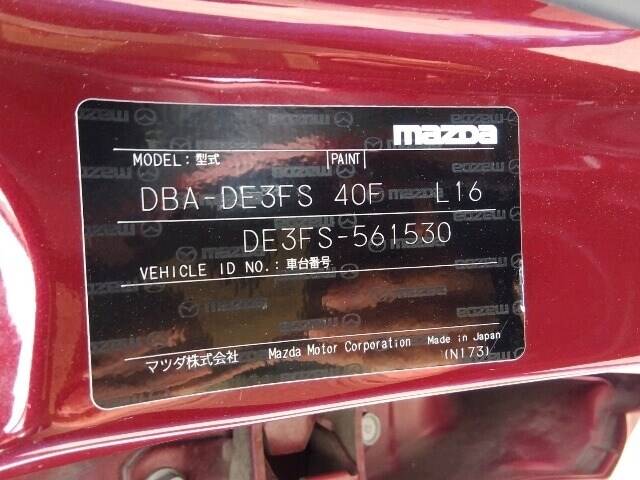 mazda
MODEL : 型式 PAINT
DBA-DE3FS 40F L16
DE3FS-561530
VEHICLE ID NO. : 車台番号
マツダ株式会社 Mazda Motor Corporation Made in Japan
(N173)